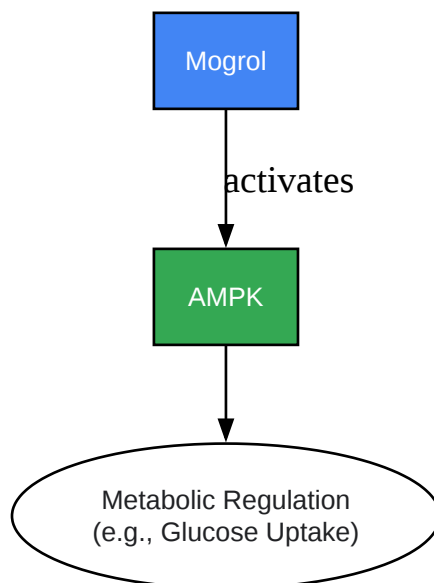 Mogrol
activates
AMPK
Metabolic Regulation
(e.g., Glucose Uptake)